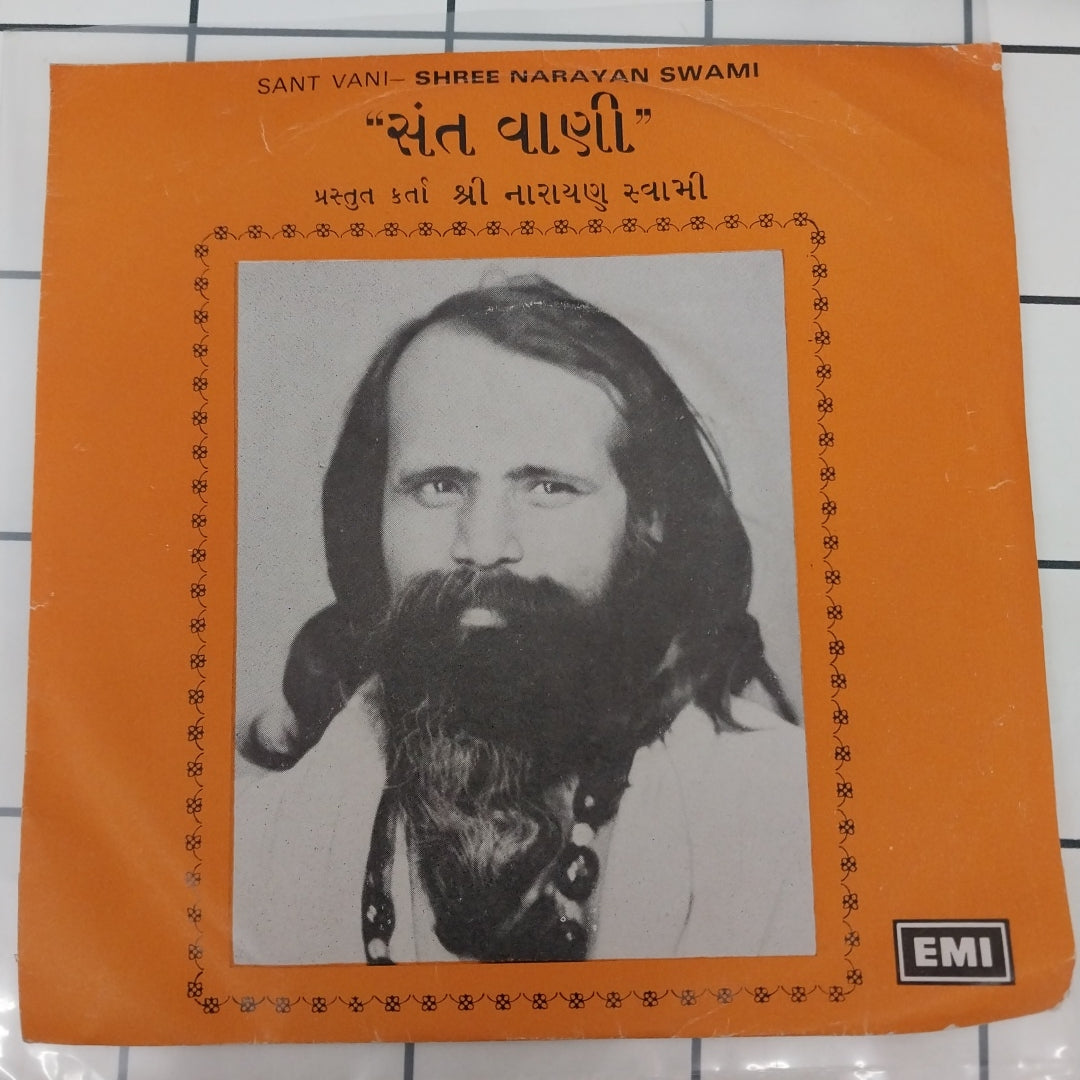 SANT VANI– SHREE NARAYAN SWAMI
“સંત વાણી”
પ્રસ્તુત કર્તા શ્રી નારાયણ સ્વામી
EMI